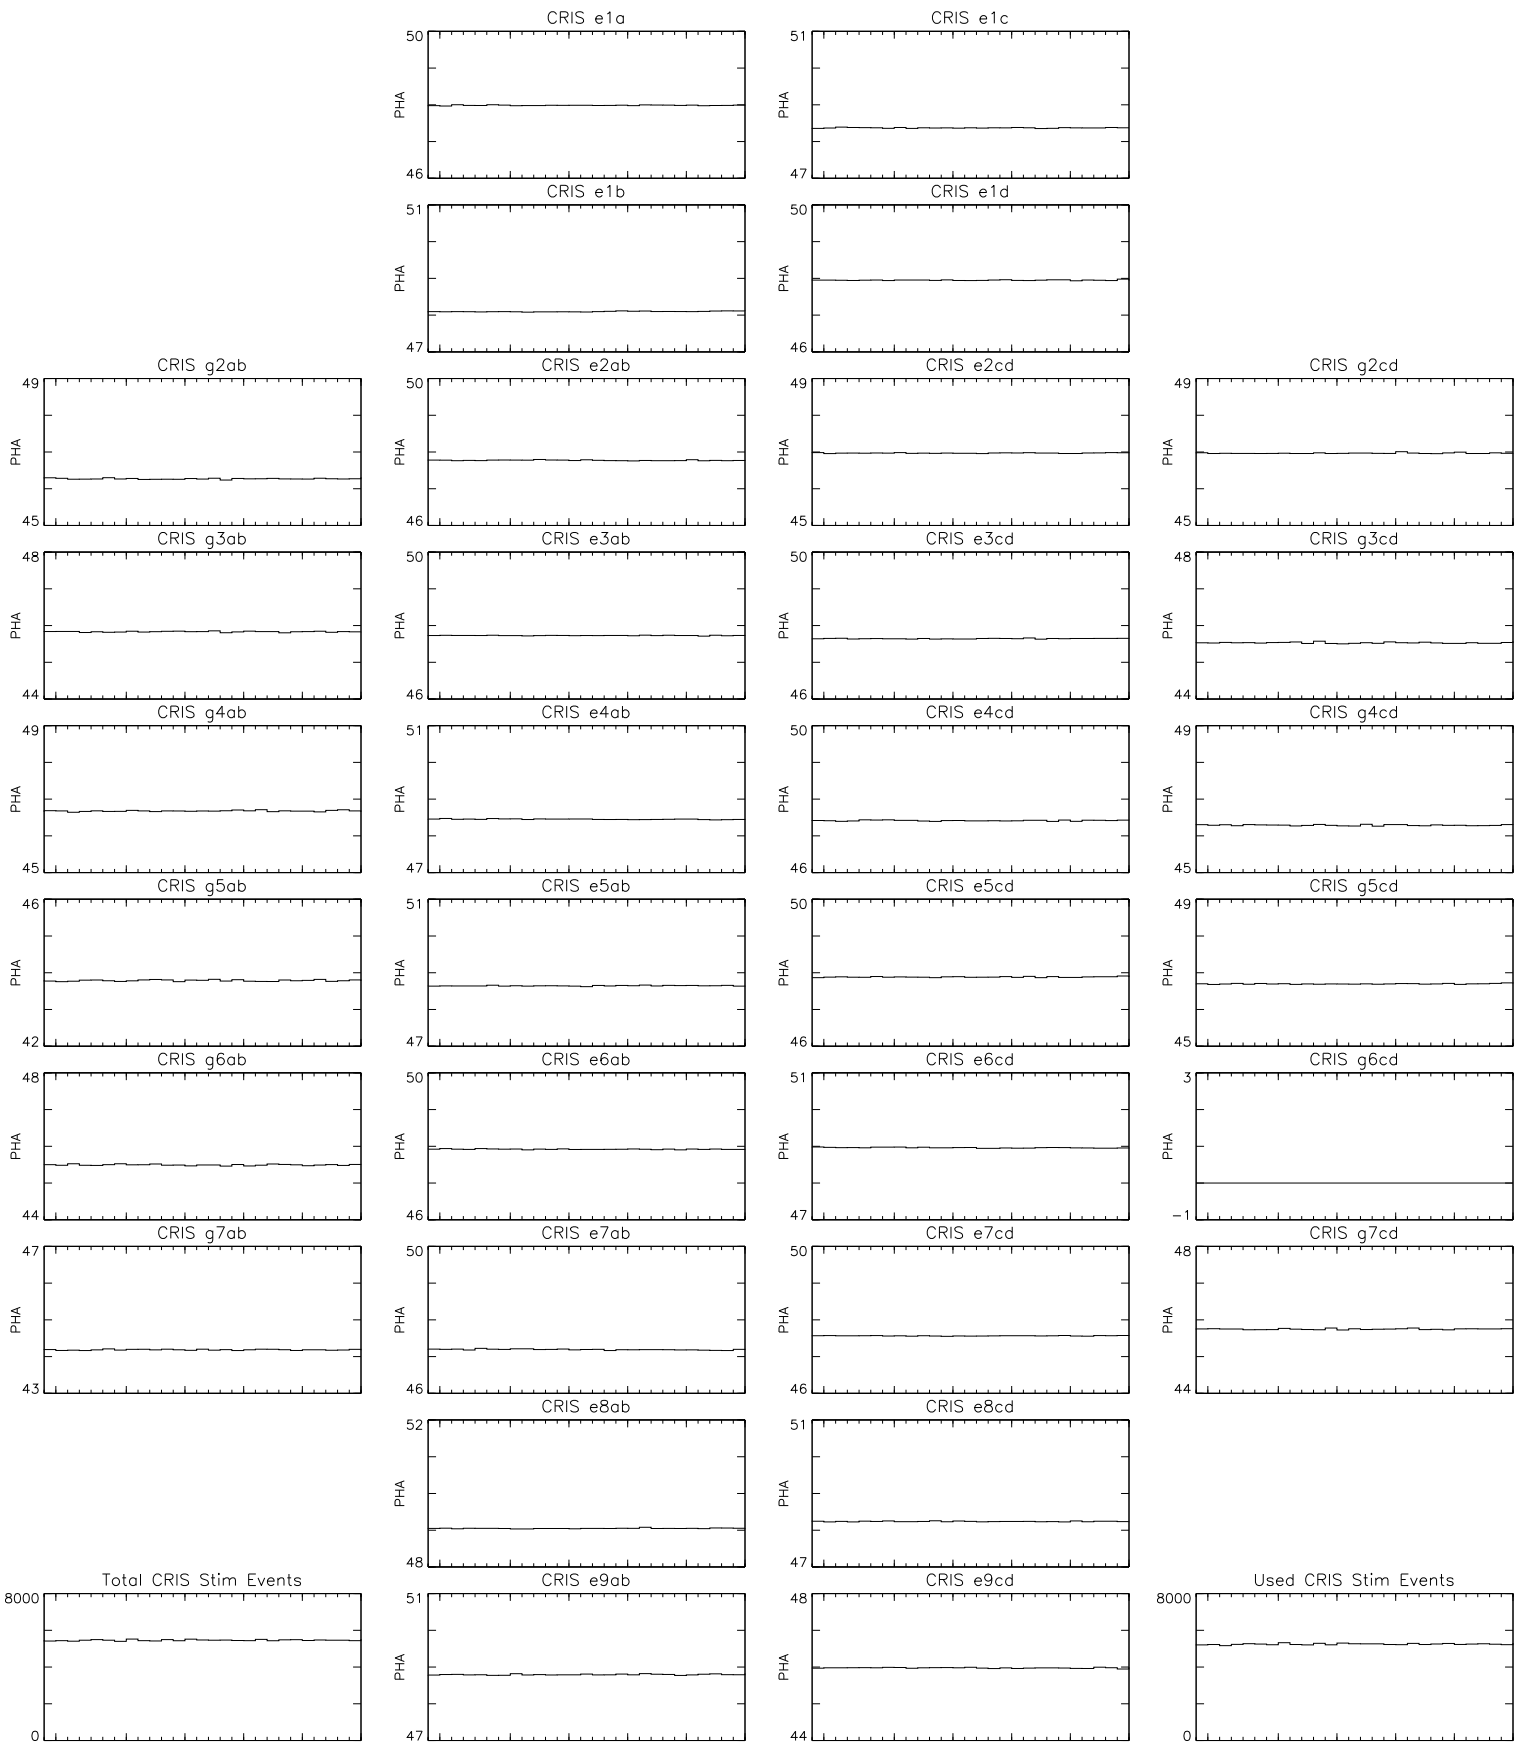 CRIS e1a
CRIS e1c
50
PHA
46
51
PHA
47
CRIS e1b
CRIS e1d
51
PHA
47
50
PHA
46
CRIS g2ab
CRIS e2ab
CRIS e2cd
CRIS g2cd
49
PHA
45
50
PHA
46
49
PHA
45
49
PHA
45
CRIS g3ab
CRIS e3ab
CRIS e3cd
CRIS g3cd
48
PHA
44
50
PHA
46
50
PHA
46
48
PHA
44
CRIS g4ab
CRIS e4ab
CRIS e4cd
CRIS g4cd
49
PHA
45
51
PHA
47
50
PHA
46
49
PHA
45
CRIS g5ab
CRIS e5ab
CRIS e5cd
CRIS g5cd
46
PHA
42
51
PHA
47
50
PHA
46
49
PHA
45
CRIS g6ab
CRIS e6ab
CRIS e6cd
CRIS g6cd
48
PHA
44
50
PHA
46
51
PHA
47
3
PHA
-1
CRIS g7ab
CRIS e7ab
CRIS e7cd
CRIS g7cd
47
PHA
43
50
PHA
46
50
PHA
46
48
PHA
44
CRIS e8ab
CRIS e8cd
52
PHA
48
51
PHA
47
Total CRIS Stim Events
CRIS e9ab
CRIS e9cd
Used CRIS Stim Events
8000
0
51
PHA
47
48
PHA
44
8000
0